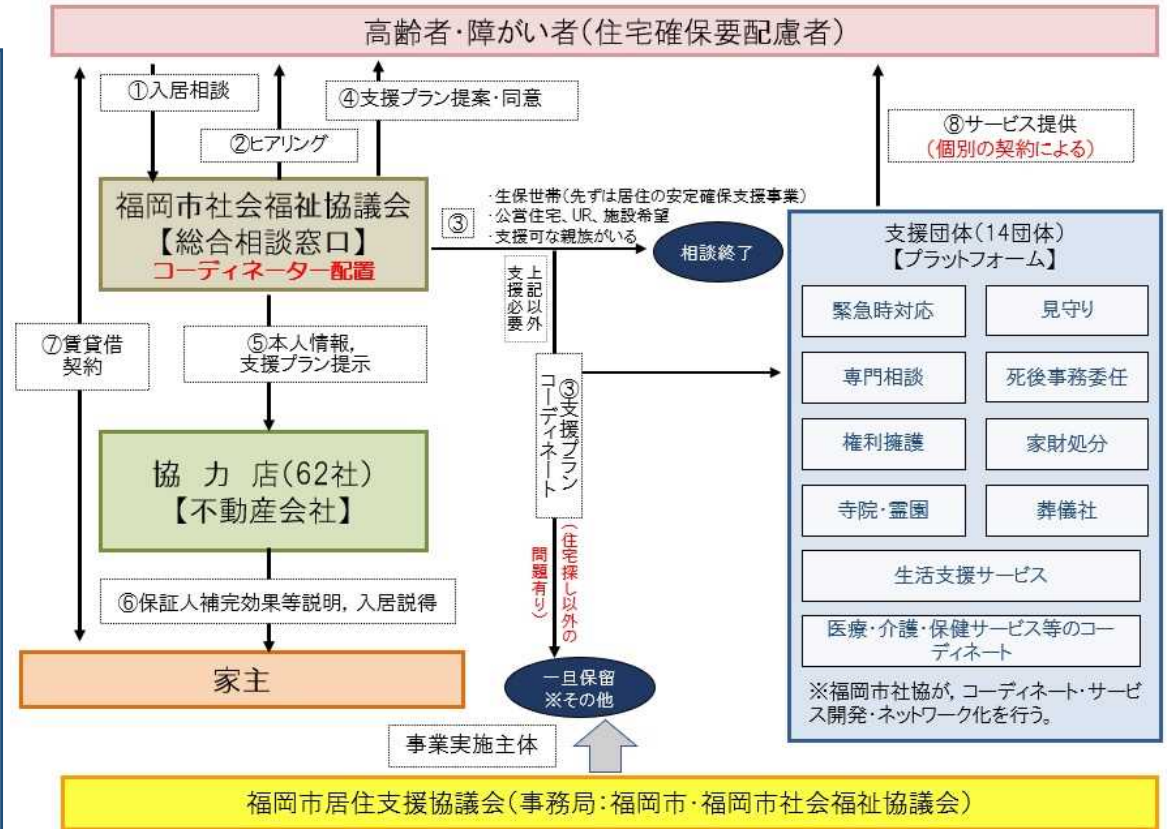 高齢者・障がい者(住宅確保要配慮者)
①入居相談
②ヒアリング
④支援プラン提案・同意
⑧サービス提供
(個別の契約による)
福岡市社会福祉協議会
【総合相談窓口】
コーディネーター配置
③
・生保世帯(先ずは居住の安定確保支援事業)
・公営住宅、UR、施設希望
・支援可な親族がいる
相談終了
上記以外
支援必要
⑦賃貸借
契約
⑤本人情報,
支援プラン提示
③支援プラン
コーディネート
協 力 店(62社)
【不動産会社】
(住宅探し以外の
問題有り)
⑥保証人補完効果等説明, 入居説得
家主
一旦保留
※その他
支援団体(14団体)
【プラットフォーム】
緊急時対応
見守り
専門相談
死後事務委任
権利擁護
家財処分
寺院・霊園
葬儀社
生活支援サービス
医療・介護・保健サービス等のコー
ディネート
※福岡市社協が, コーディネート・サービ
ス開発・ネットワーク化を行う。
事業実施主体
福岡市居住支援協議会(事務局:福岡市・福岡市社会福祉協議会)